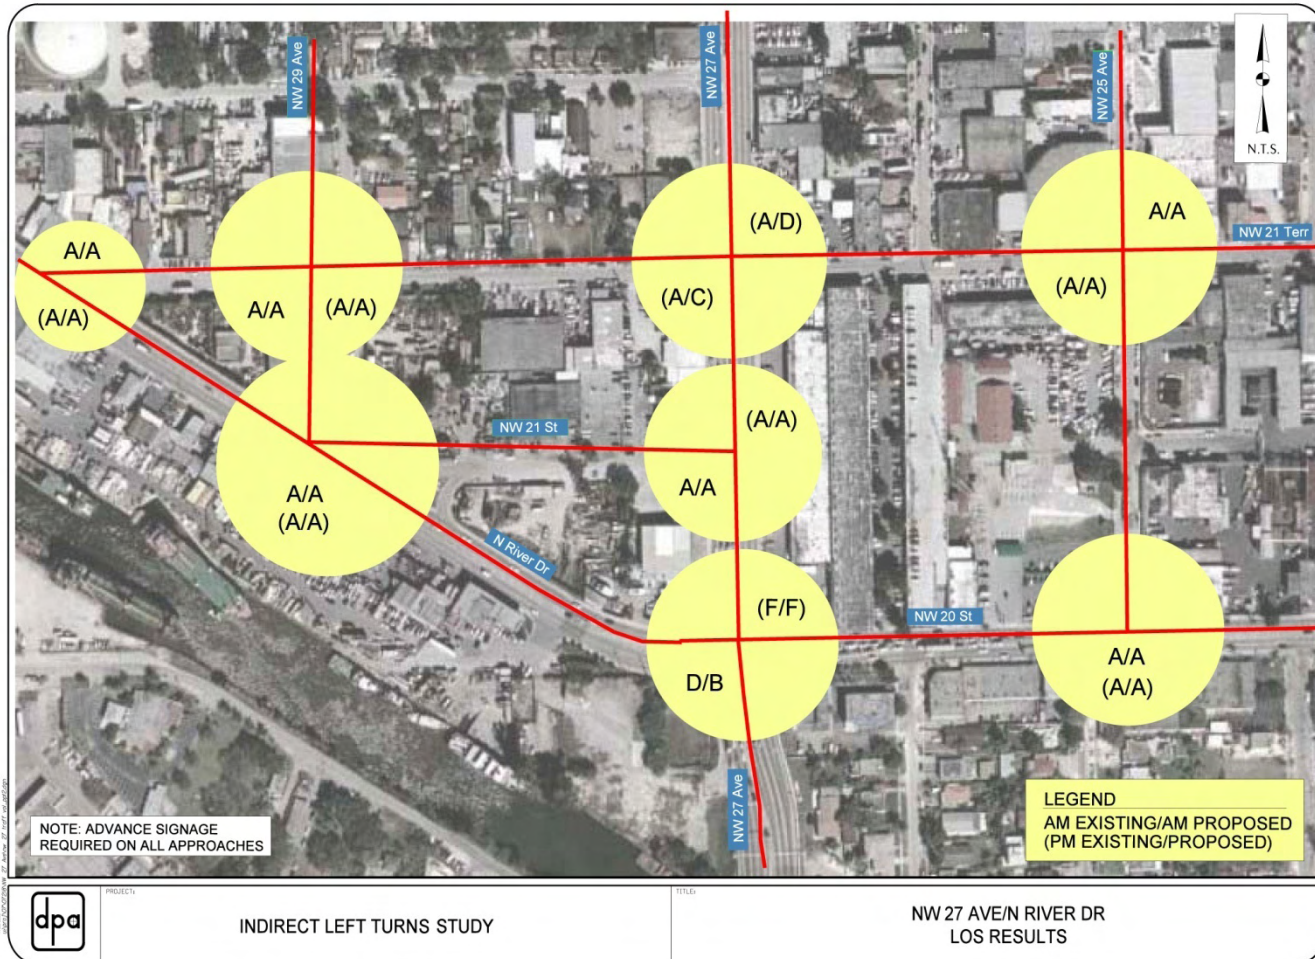 NW 29 Ave
NW 27 Ave
NW 25 Ave
N.T.S.
A/A
(A/A)
A/A
(A/A)
(A/D)
(A/C)
A/A
(A/A)
NW 21 Terr
A/A
(A/A)
NW 21 St
(A/A)
A/A
N River Dr
(F/F)
D/B
NW 20 St
A/A
(A/A)
NW 27 Ave
NOTE: ADVANCE SIGNAGE
REQUIRED ON ALL APPROACHES
LEGEND
AM EXISTING/AM PROPOSED
(PM EXISTING/PROPOSED)
dpa
PROJECT:
INDIRECT LEFT TURNS STUDY
TITLE:
NW 27 AVE/N RIVER DR
LOS RESULTS